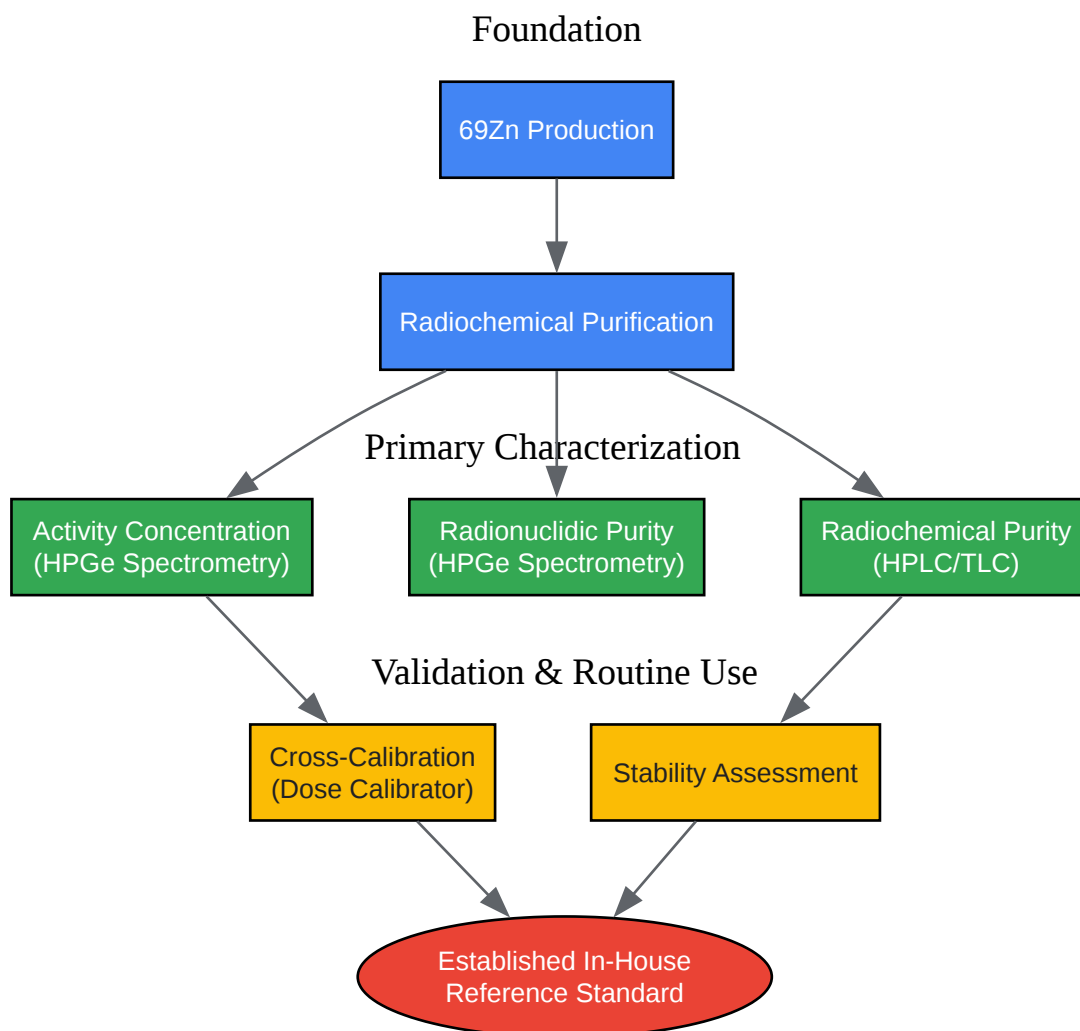 Foundation
69Zn Production
Radiochemical Purification
Primary Characterization
Activity Concentration
(HPGe Spectrometry)
Radionuclidic Purity
(HPGe Spectrometry)
Radiochemical Purity
(HPLC/TLC)
Validation & Routine Use
Cross-Calibration
(Dose Calibrator)
Stability Assessment
Established In-House
Reference Standard